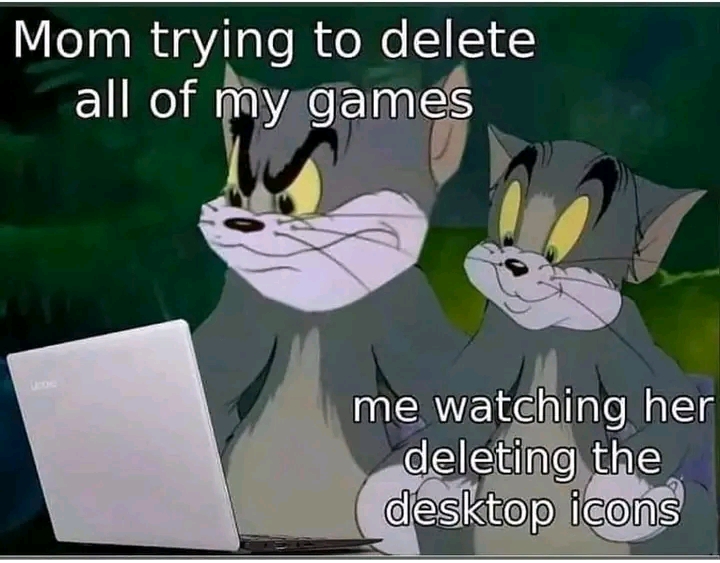 Mom trying to delete
all of my games
me watching her
deleting the
desktop icons